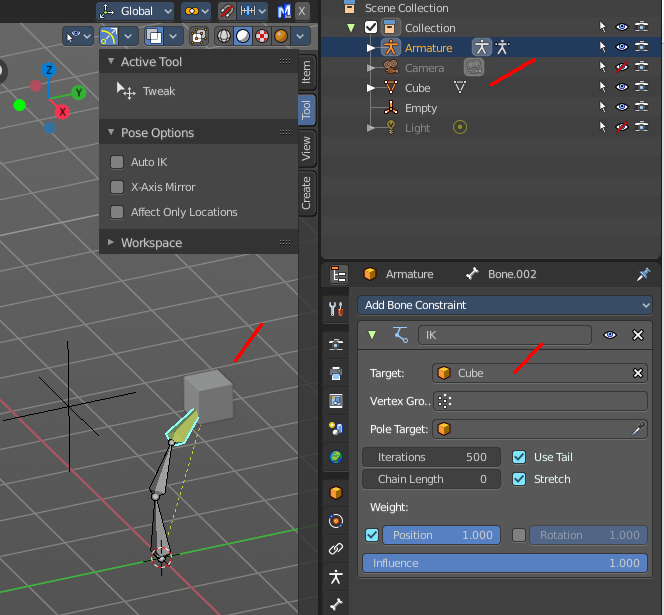 Global
X
Active Tool
Tweak
Pose Options
Auto IK
X-Axis Mirror
Affect Only Locations
Workspace
Item
Tool
View
Create
Z
Y
X
Scene Collection
Collection
Armature
Camera
Cube
Empty
Light
Armature
Bone.002
Add Bone Constraint
IK
Target:
Cube
Vertex Gro..
Pole Target:
Iterations 500
Use Tail
Chain Length 0
Stretch
Weight:
Position 1.000
Rotation 1.000
Influence 1.000